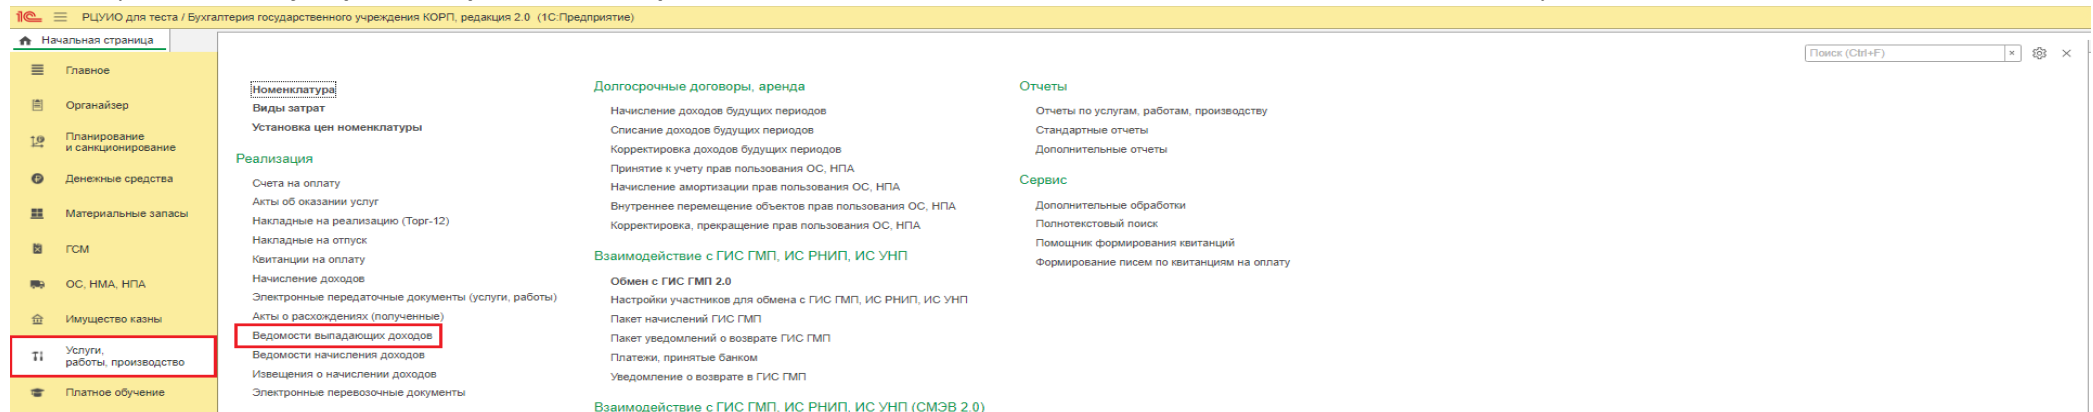 РЦУИО для теста / Бухгалтерия государственного учреждения КОРП, редакция 2.0 (1С:Предприятие)
Начальная страница
Поиск (Ctrl+F)
Главное
Органайзер
Планирование
и санкционирование
Денежные средства
Материальные запасы
ГСМ
ОС, НМА, НПА
Имущество казны
Услуги,
работы, производство
Платное обучение
Номенклатура
Виды затрат
Установка цен номенклатуры
Реализация
Счета на оплату
Акты об оказании услуг
Накладные на реализацию (Торг-12)
Накладные на отпуск
Квитанции на оплату
Начисление доходов
Электронные передаточные документы (услуги, работы)
Акты о расхождениях (полученные)
Ведомости выпадающих доходов
Ведомости начисления доходов
Извещения о начислении доходов
Электронные перевозочные документы
Долгосрочные договоры, аренда
Начисление доходов будущих периодов
Списание доходов будущих периодов
Корректировка доходов будущих периодов
Принятие к учету прав пользования ОС, НПА
Начисление амортизации прав пользования ОС, НПА
Внутреннее перемещение объектов прав пользования ОС, НПА
Корректировка, прекращение прав пользования ОС, НПА
Взаимодействие с ГИС ГМП, ИС РНИП, ИС УНП
Обмен с ГИС ГМП 2.0
Настройки участников для обмена с ГИС ГМП, ИС РНИП, ИС УНП
Пакет начислений ГИС ГМП
Пакет уведомлений о возврате ГИС ГМП
Платежи, принятые банком
Уведомление о возврате в ГИС ГМП
Взаимодействие с ГИС ГМП, ИС РНИП, ИС УНП (СМЭВ 2.0)
Отчеты
Отчеты по услугам, работам, производству
Стандартные отчеты
Дополнительные отчеты
Сервис
Дополнительные обработки
Полнотекстовый поиск
Помощник формирования квитанций
Формирование писем по квитанциям на оплату